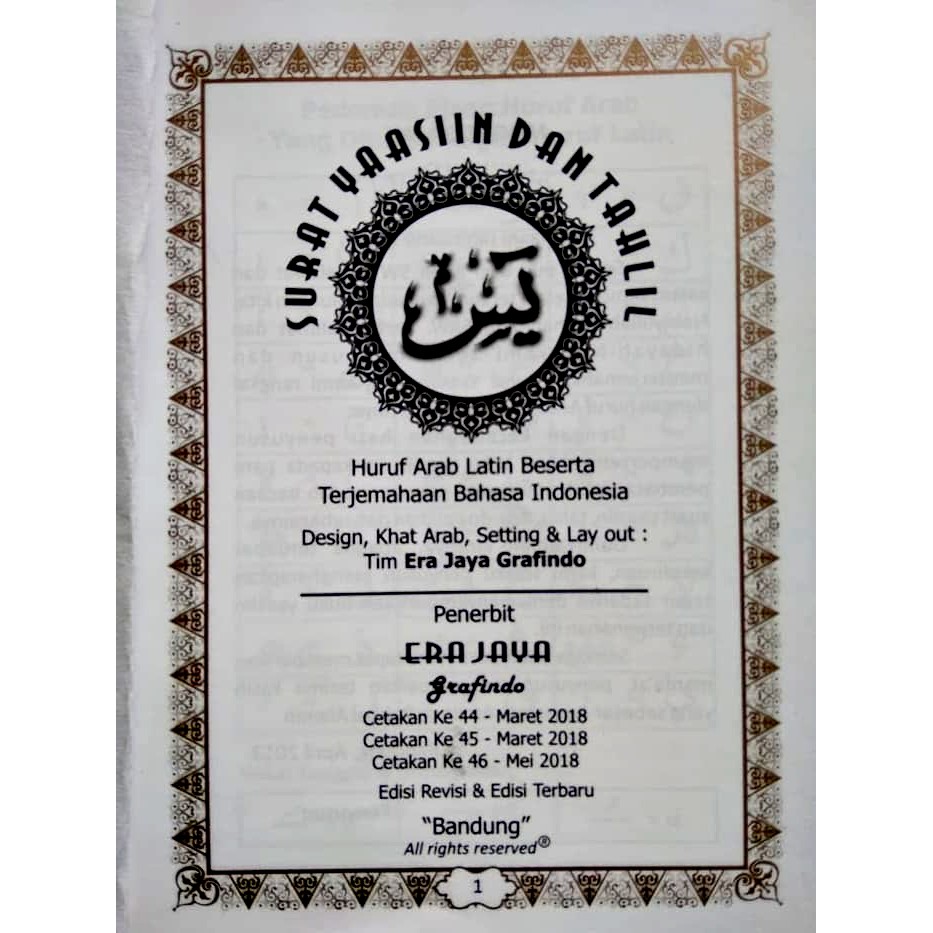 SURAT YAASIIN DAN TAHLIL
يس
Huruf Arab Latin Beserta
Terjemahaan Bahasa Indonesia
Design, Khat Arab, Setting & Lay out :
Tim Era Jaya Grafindo
Penerbit
ERA JAYA
Grafindo
Cetakan Ke 44 - Maret 2018
Cetakan Ke 45 - Maret 2018
Cetakan Ke 46 - Mei 2018
Edisi Revisi & Edisi Terbaru
“Bandung”
All rights reserved®
1